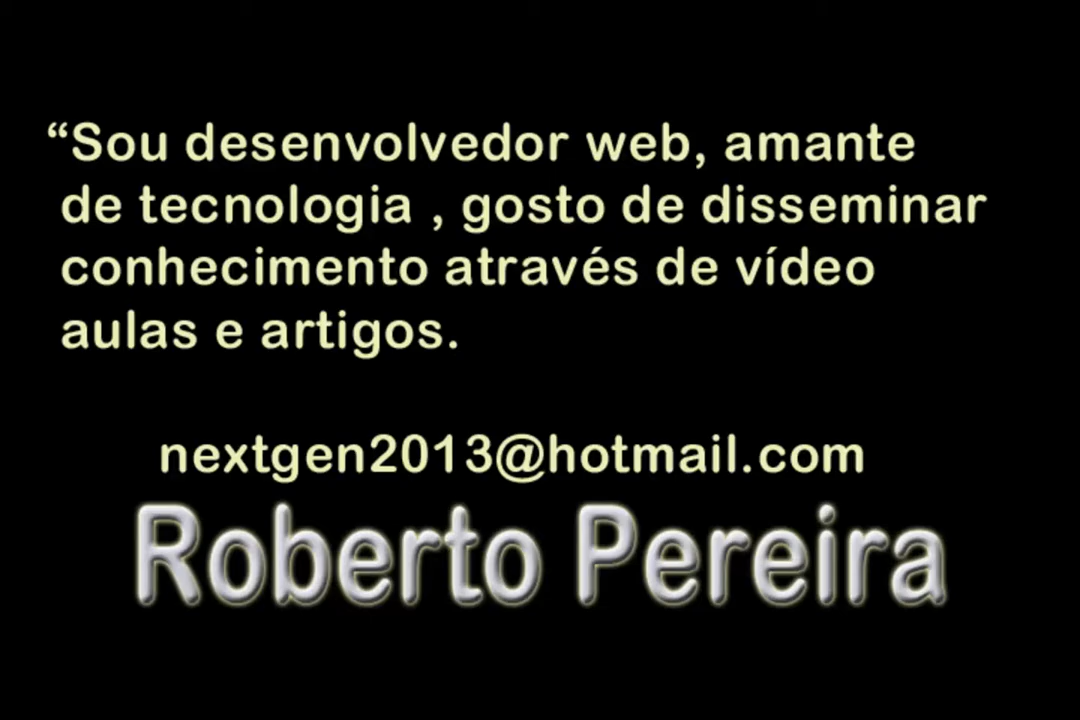 “Sou desenvolvedor web, amante
de tecnologia , gosto de disseminar
conhecimento através de vídeo
aulas e artigos.
nextgen2013@hotmail.com
Roberto Pereira